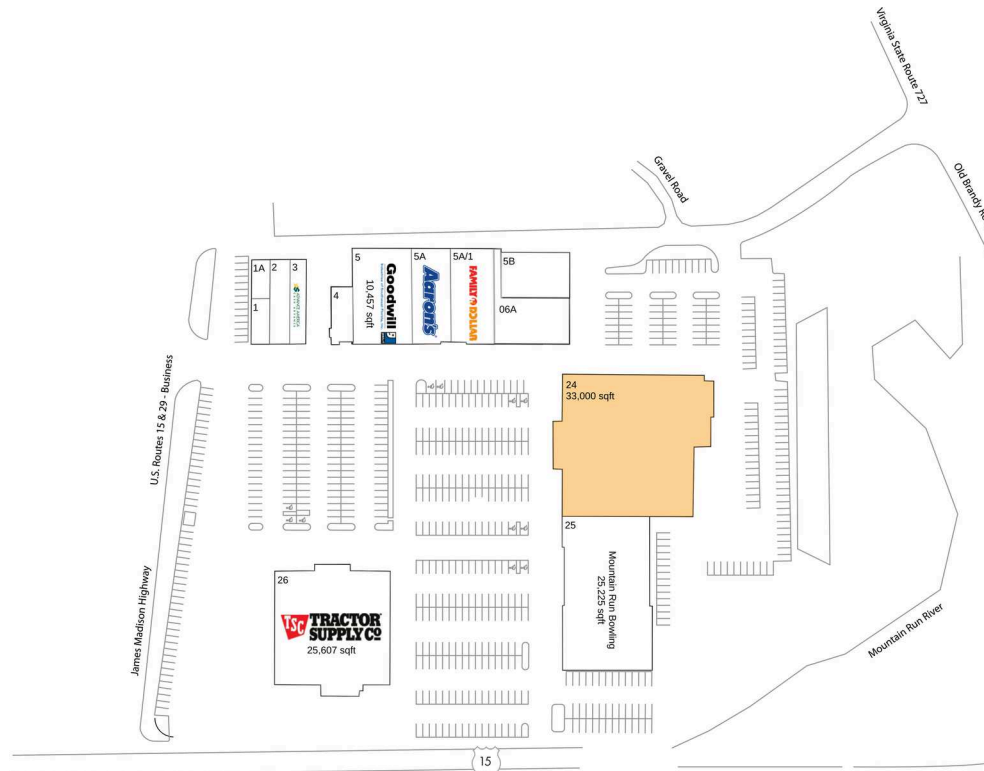 Virginia State Route 727
Gravel Road
Old Brandy
1A
2
3
1
4
5
Goodwill
10,457 sqft
5A
Aaron's
5A/1
FAMILY DOLLAR
5B
06A
U.S. Routes 15 & 29 - Business
24
33,000 sqft
25
Mountain Run Bowling
25,225 sqft
26
TSC TRACTOR
SUPPLY CO
25,607 sqft
James Madison Highway
Mountain Run River
15